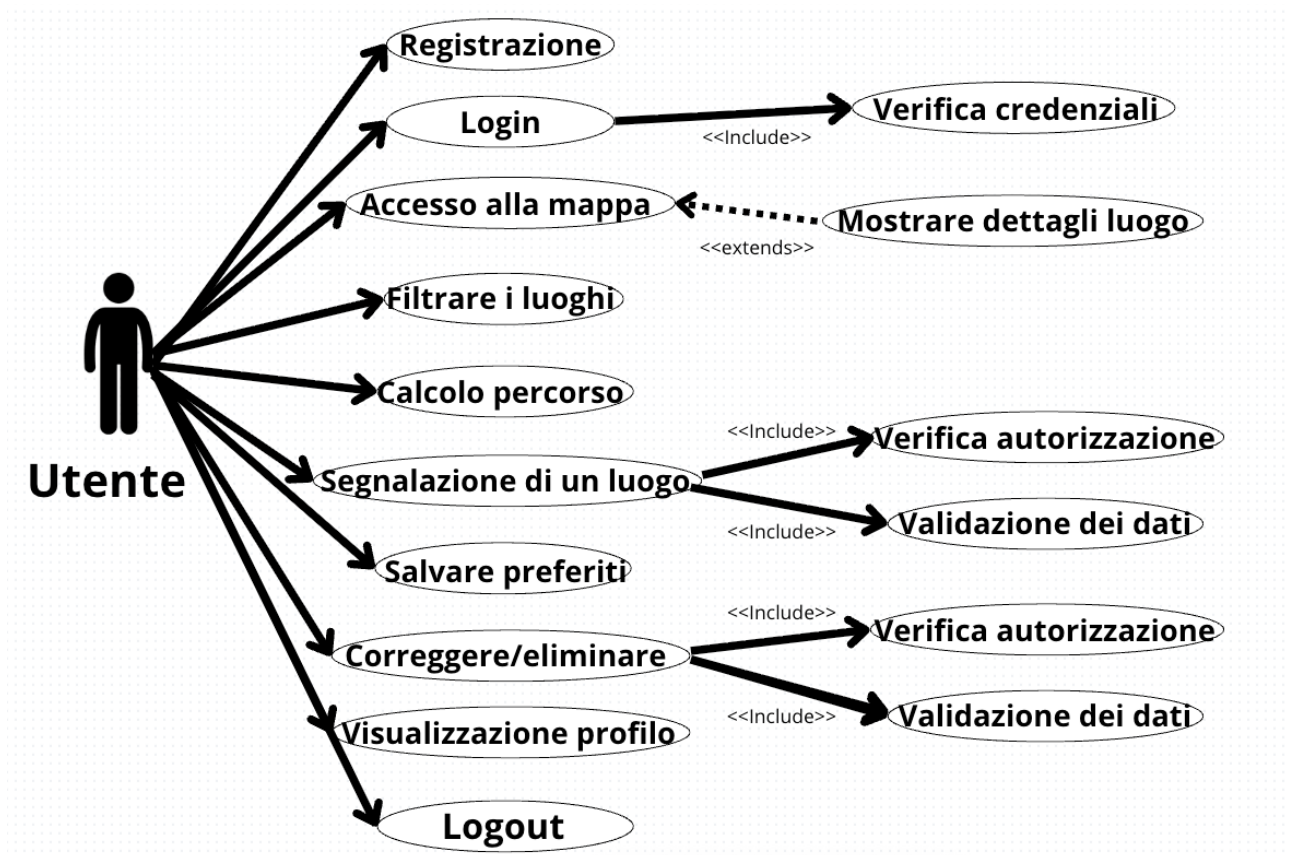 Registrazione
Login
<<Include>>
Verifica credenziali
Accesso alla mappa
<<extends>>
Mostrare dettagli luogo
Filtrare i luoghi
Calcolo percorso
Utente
Segnalazione di un luogo
<<Include>>
Verifica autorizzazione
<<Include>>
Validazione dei dati
Salvare preferiti
Correggere/eliminare
<<Include>>
Verifica autorizzazione
<<Include>>
Validazione dei dati
Visualizzazione profilo
Logout